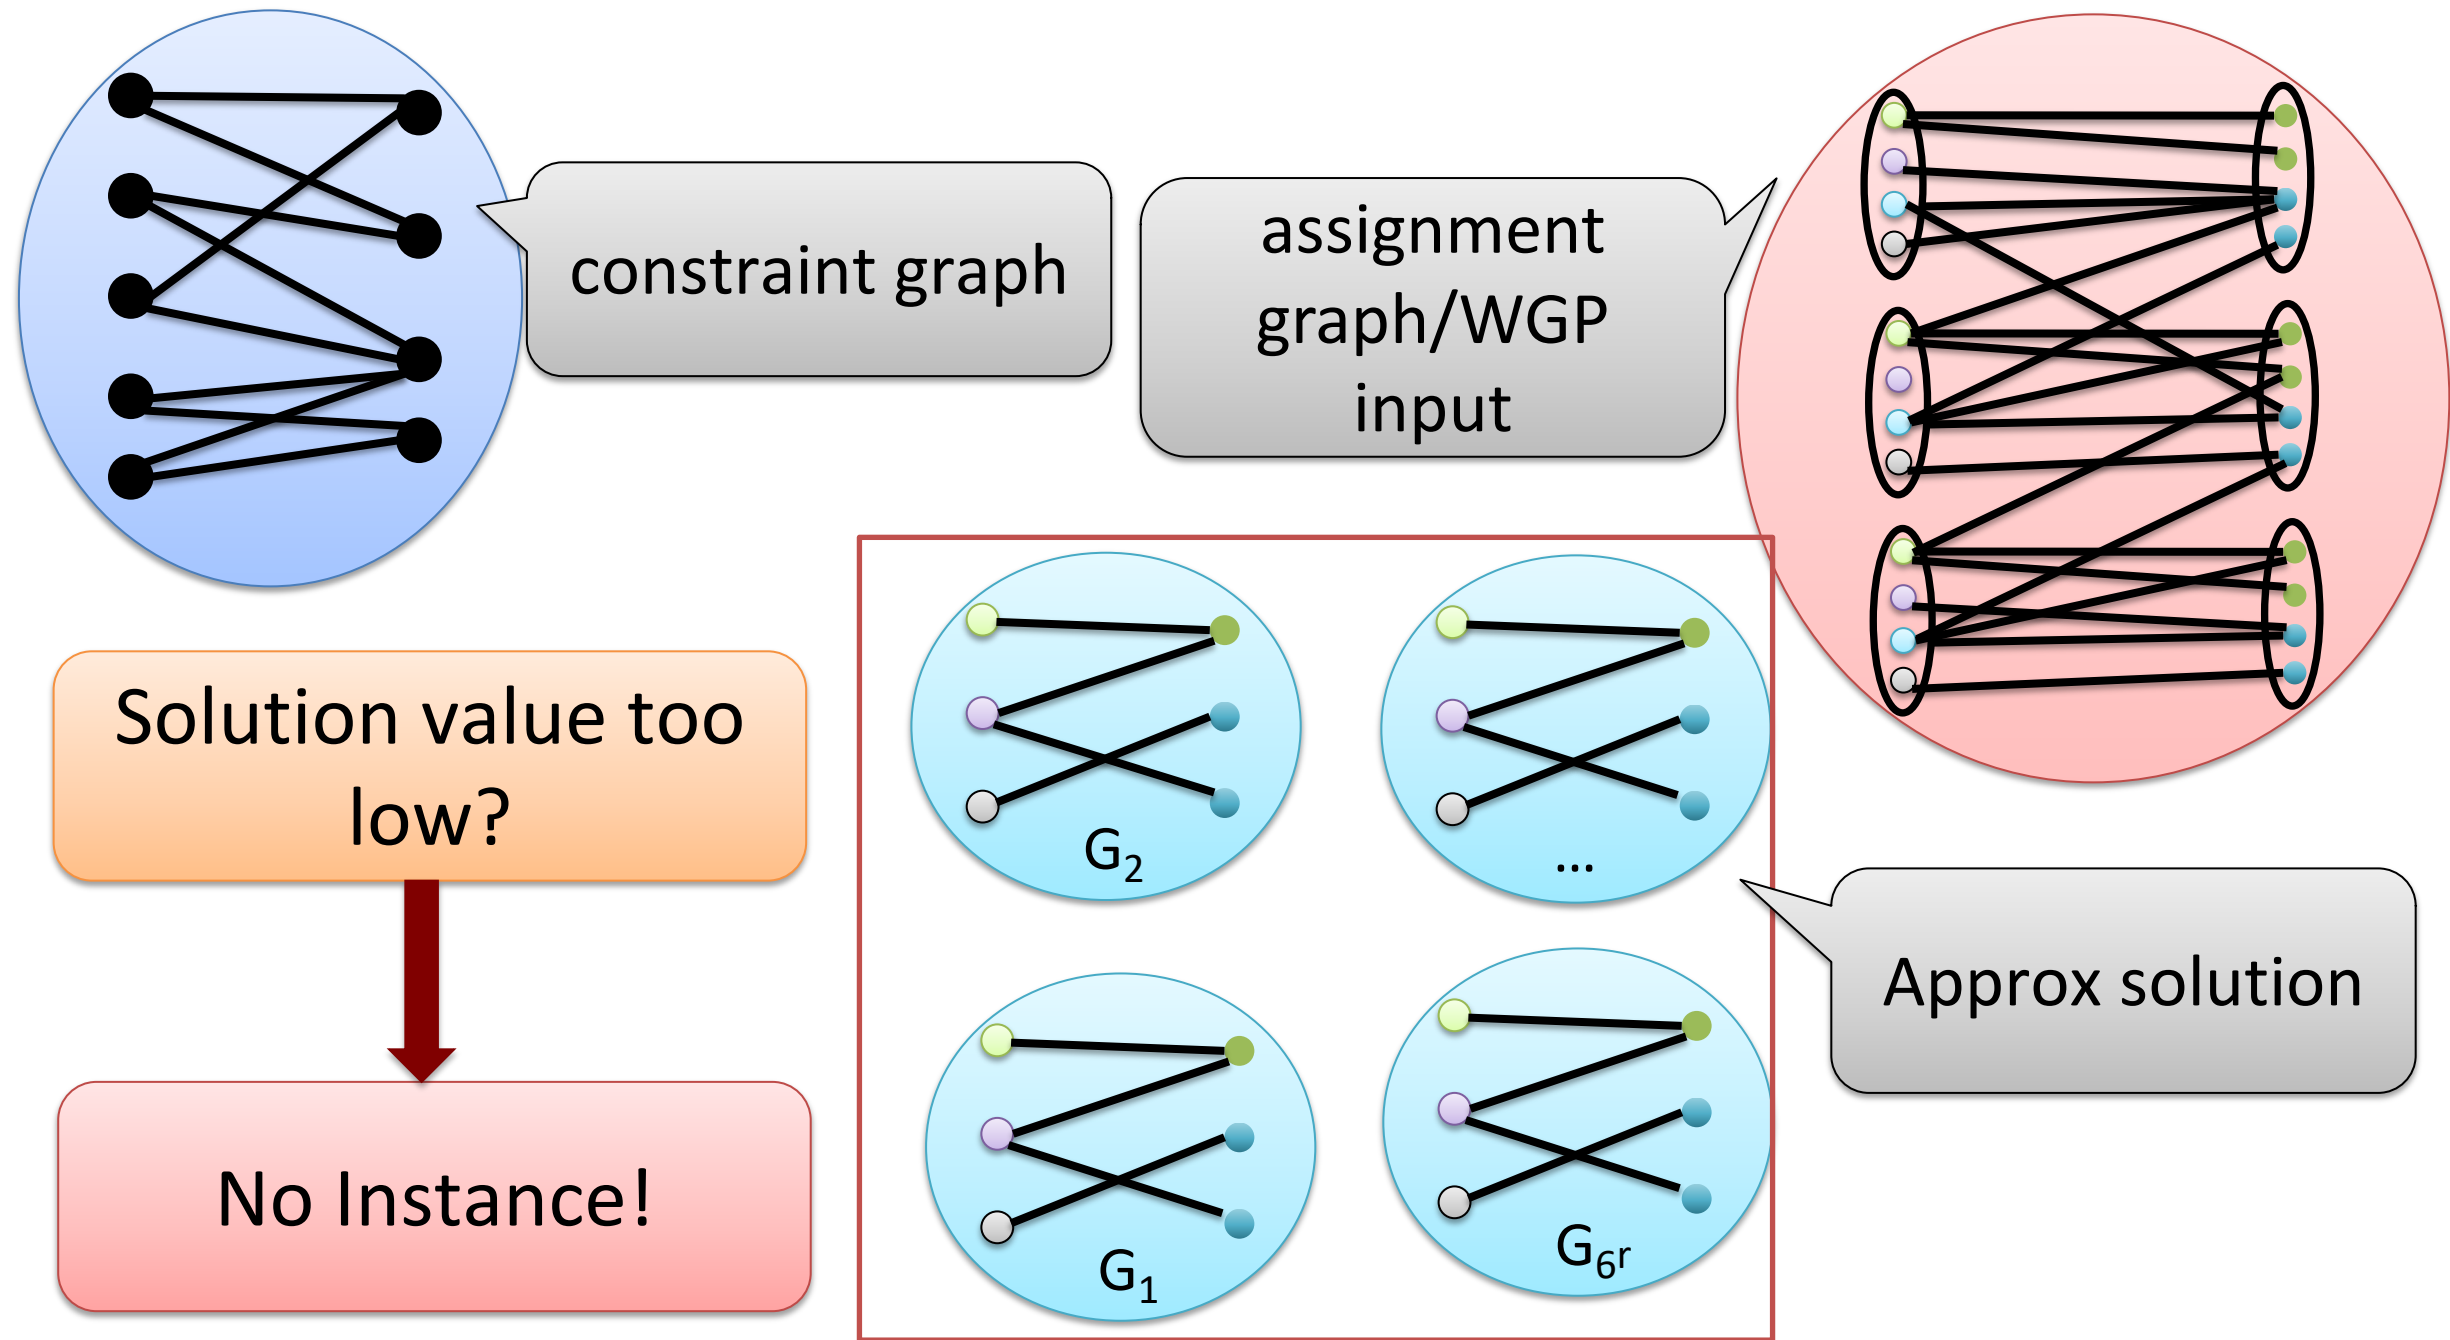 constraint graph
assignment
graph/WGP
input
Solution value too
low?
No Instance!
G2
...
G1
G6r
Approx solution